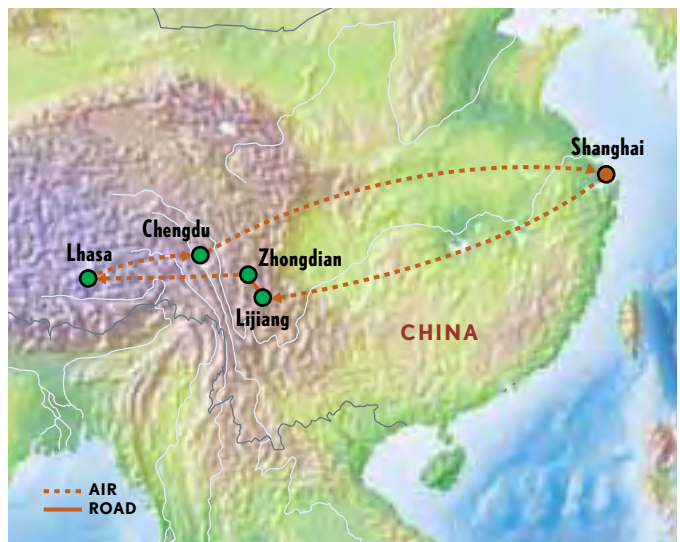 Shanghai
Chengdu
Lhasa
Zhongdian
Lijiang
CHINA
AIR
ROAD